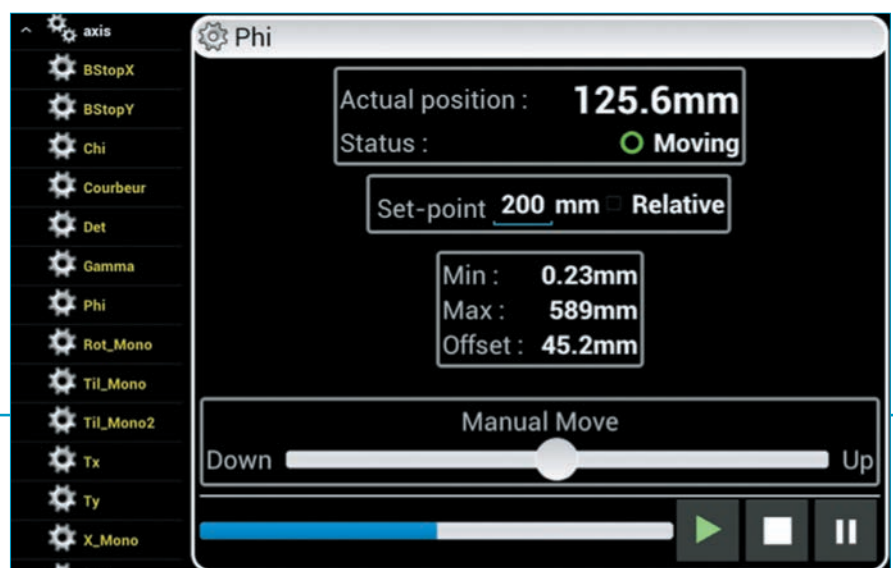 axis
BStopX
BStopY
Chi
Courbeur
Det
Gamma
Phi
Rot_Mono
Til_Mono
Til_Mono2
Tx
Ty
X_Mono
Phi
Actual position : 125.6mm
Status : Moving
Set-point 200 mm Relative
Min : 0.23mm
Max : 589mm
Offset : 45.2mm
Manual Move
Down Up